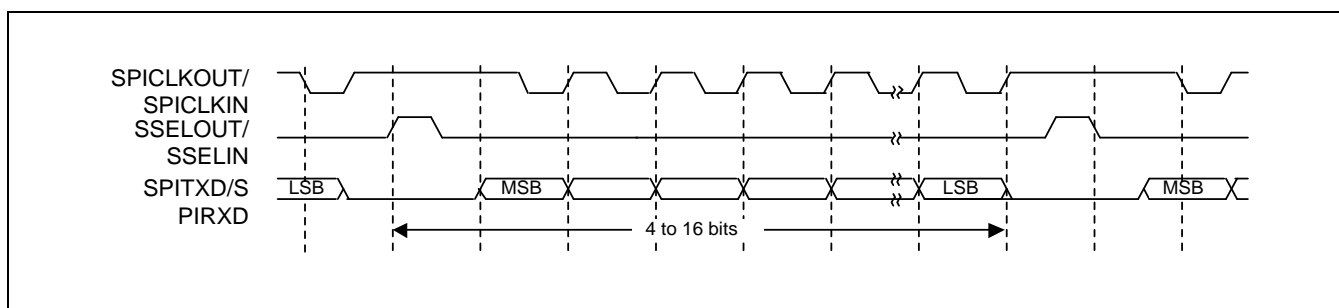 SPICLKOUT/
SPICLKIN
SSELOUT/
SSELIN
SPITXD/S
PIRXD
LSB
MSB
LSB
MSB
4 to 16 bits